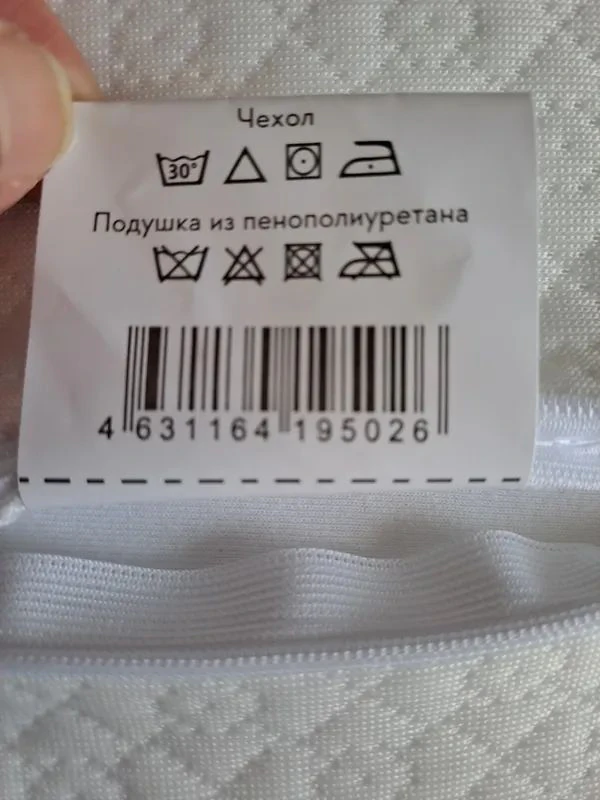 Чехол
30°
Подушка из пенополиуретана
4 631164 195026